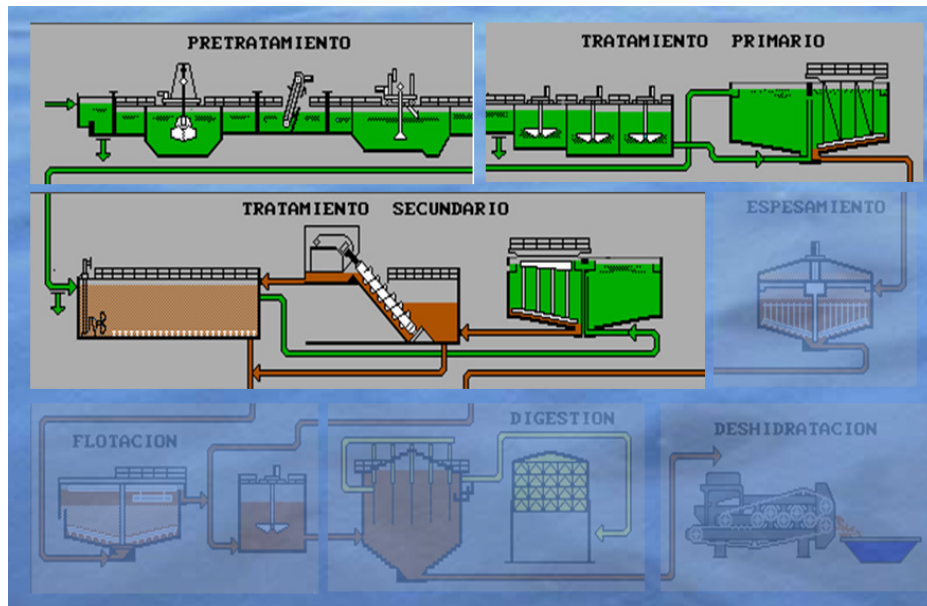 PRETRATAMIENTO
TRATAMIENTO PRIMARIO
TRATAMIENTO SECUNDARIO
ESPESAMIENTO
FLOTACION
DIGESTION
DESHIDRATACION